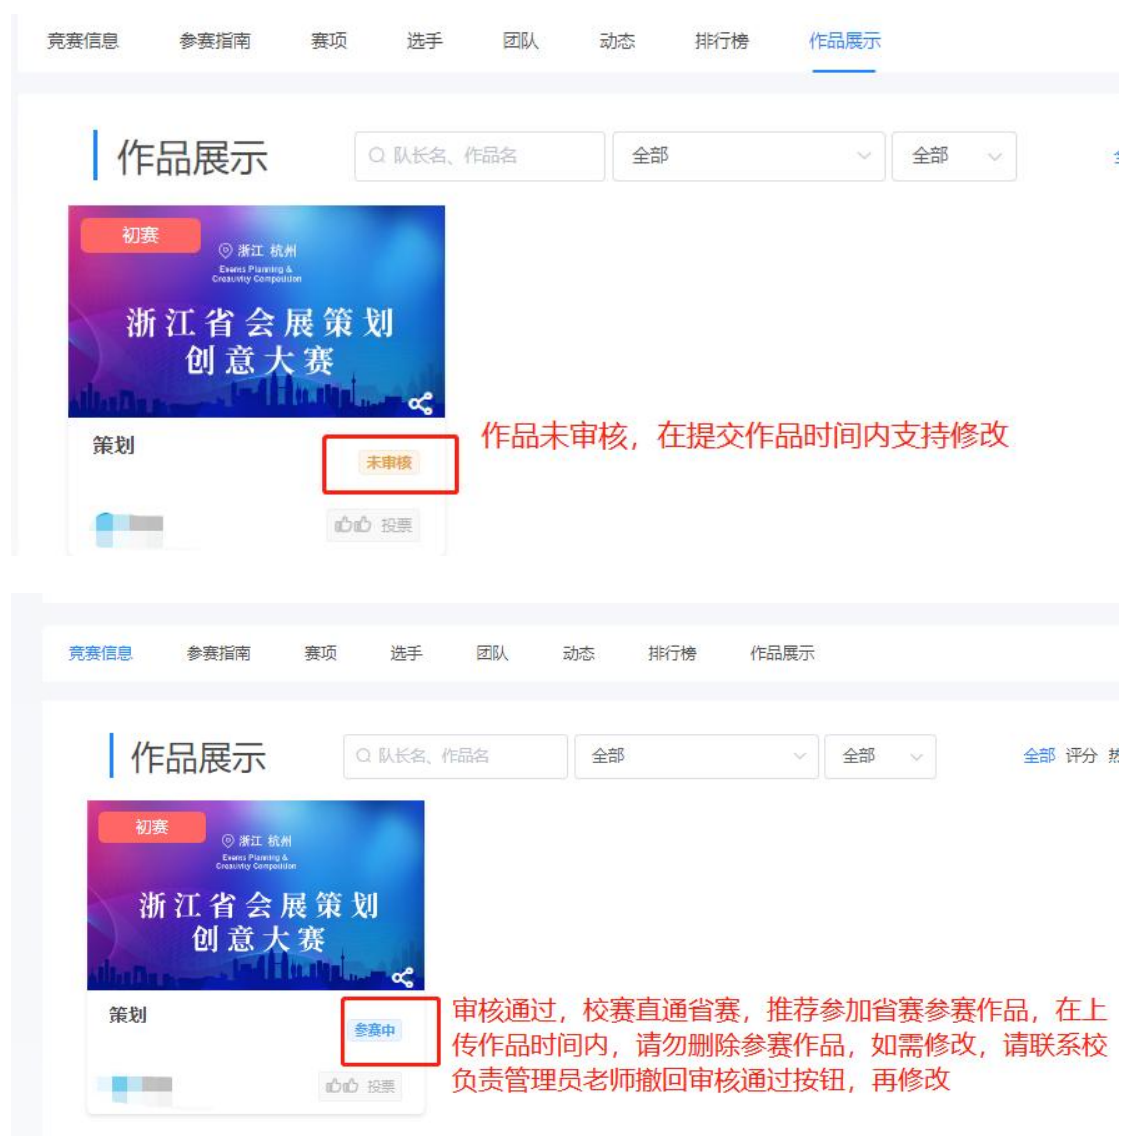 竞赛信息 参赛指南 赛项 选手 团队 动态 排行榜 作品展示
作品展示 队长名、作品名 全部 全部
初赛
浙江 杭州
Events Planning &
Creauvity Compeution
浙江省会展策划
创意大赛
策划
未审核
作品未审核，在提交作品时间内支持修改
投票
竞赛信息 参赛指南 赛项 选手 团队 动态 排行榜 作品展示
作品展示 队长名、作品名 全部 全部 全部 评分
初赛
浙江 杭州
Events Planning &
Creauvity Compeution
浙江省会展策划
创意大赛
策划
参赛中
审核通过，校赛直通省赛，推荐参加省赛参赛作品，在上
传作品时间内，请勿删除参赛作品，如需修改，请联系校
负责管理员老师撤回审核通过按钮，再修改
投票